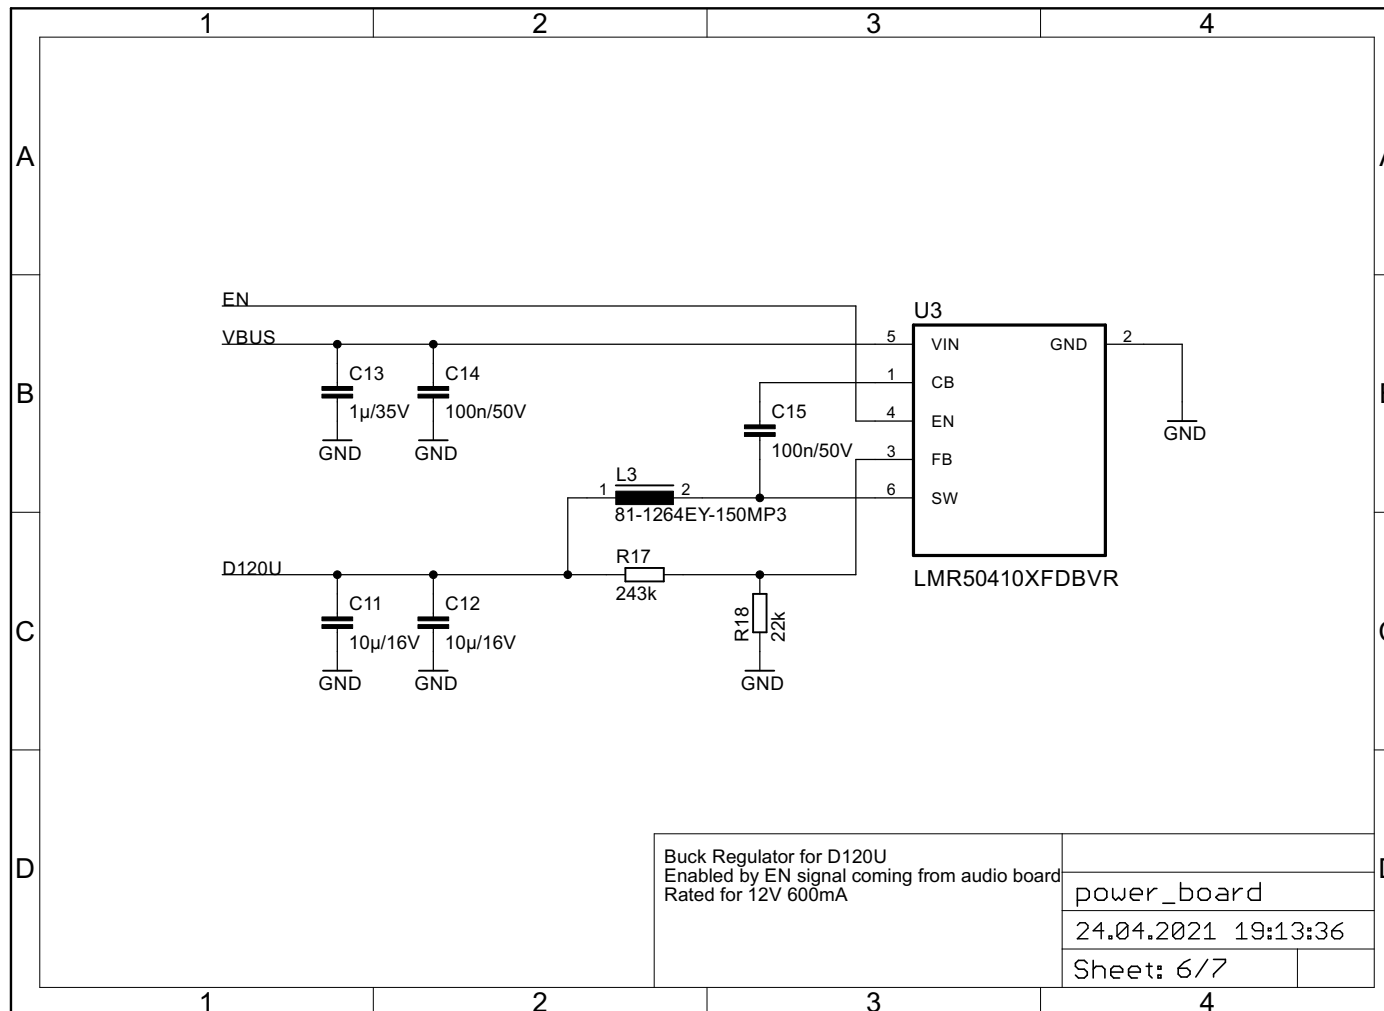 1 2 3 4
A A
EN
U3
VBUS
5 VIN GND 2
C13 C14
1 CB
1µ/35V 100n/50V
C15
4 EN
GND GND
100n/50V
GND
3 FB
L3
1 2
6 SW
81-1264EY-150MP3
B
D120U
R17
243k
LMR50410XFDBVR
C11 C12
10µ/16V 10µ/16V
R18
22k
C
GND GND GND
Buck Regulator for D120U
Enabled by EN signal coming from audio board
Rated for 12V 600mA
D
power_board
24.04.2021 19:13:36
Sheet: 6/7
1 2 3 4